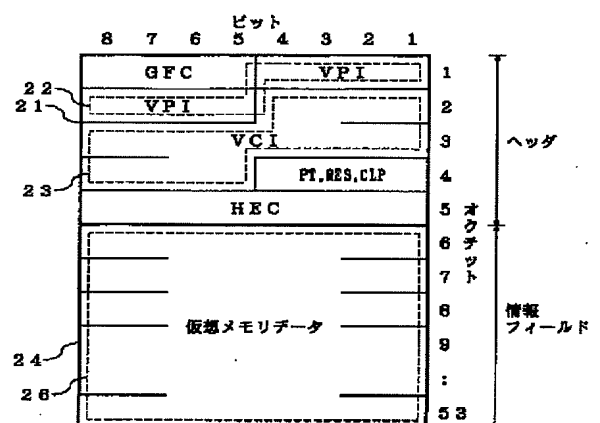 ビット
8 7 6 5 4 3 2 1
GFC VPI 1
22
21
VPI 2
VCI 3
ヘッダ
23
PT,RES,CLP 4
HEC 5
オクテット
6
7
8
情報
フィールド
仮想メモリデータ
24
9
26
:
53